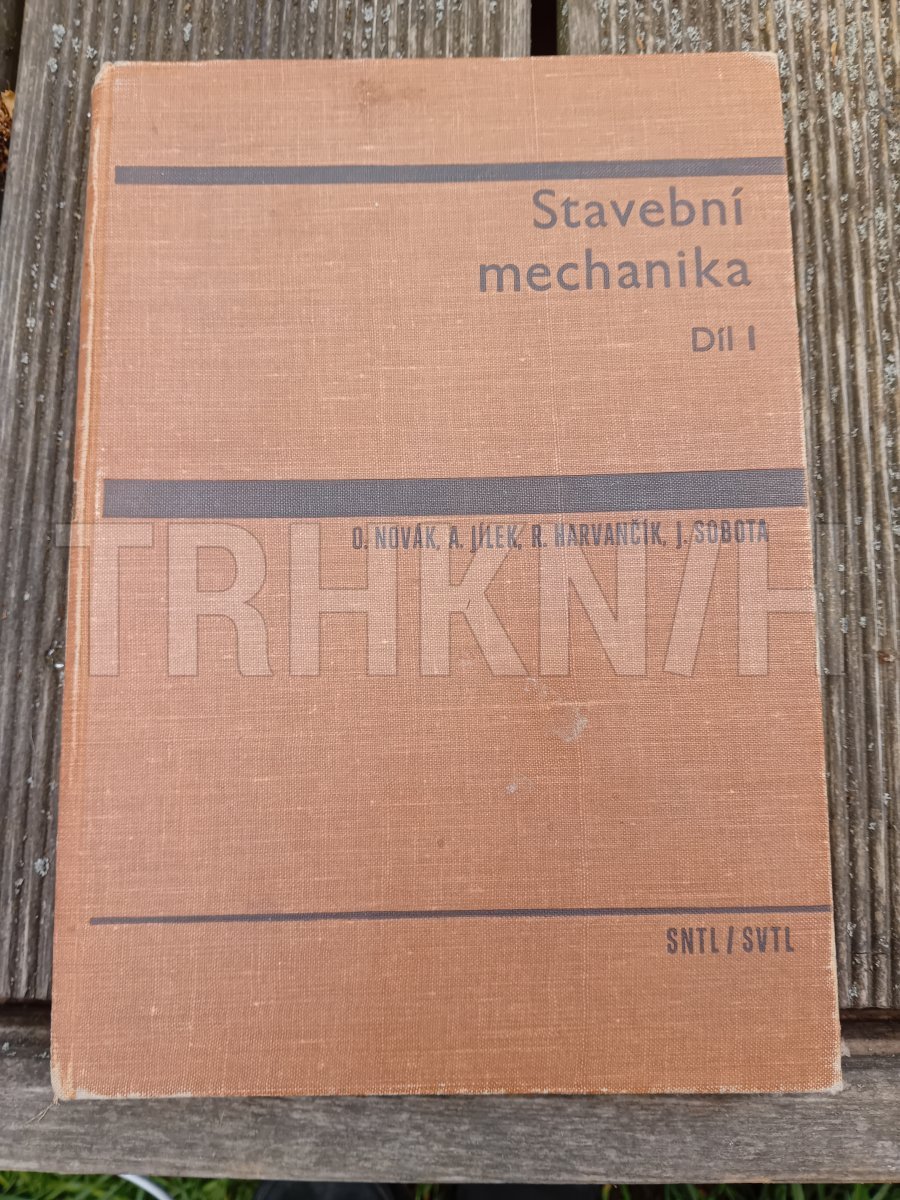 Stavební
mechanika
Díl I
O. NOVÁK, A. JÍLEK, R. HARVANČÍK, J. SOBOTA
TRHKNIH
SNTL / SVTL